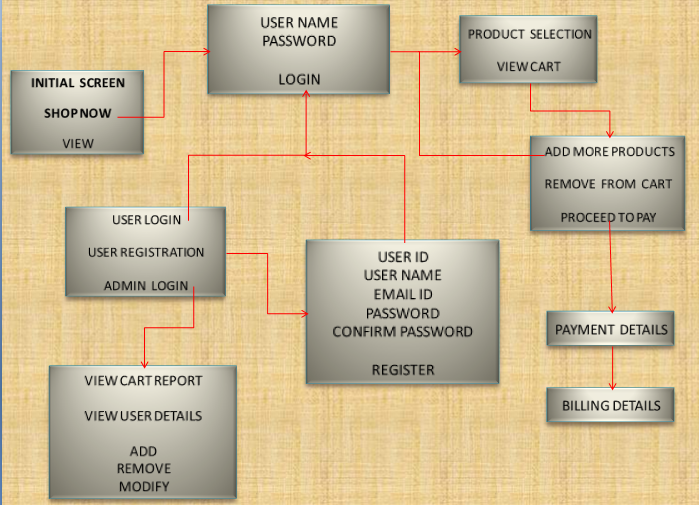 USER NAME
PASSWORD
LOGIN
PRODUCT SELECTION
VIEW CART
INITIAL SCREEN
SHOP NOW
VIEW
ADD MORE PRODUCTS
REMOVE FROM CART
PROCEED TO PAY
USER LOGIN
USER REGISTRATION
ADMIN LOGIN
USER ID
USER NAME
EMAIL ID
PASSWORD
CONFIRM PASSWORD
REGISTER
PAYMENT DETAILS
BILLING DETAILS
VIEW CART REPORT
VIEW USER DETAILS
ADD
REMOVE
MODIFY